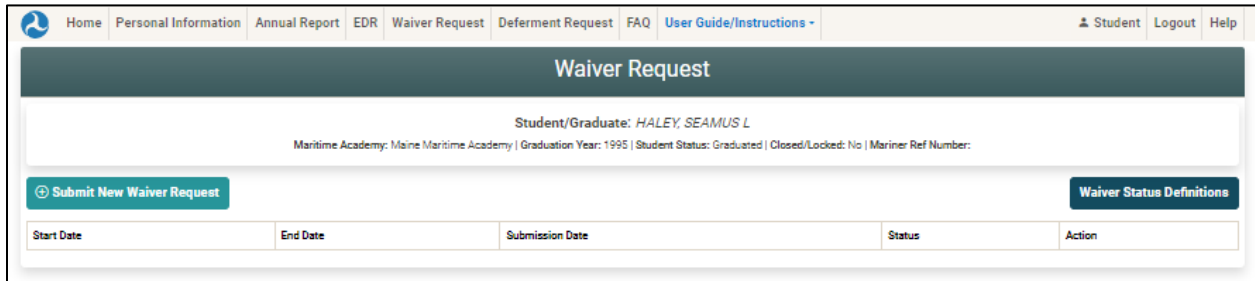 Home Personal Information Annual Report EDR Waiver Request Deferment Request FAQ User Guide/Instructions Student Logout Help
Waiver Request
Student/Graduate: HALEY, SEAMUS L
Maritime Academy: Maine Maritime Academy | Graduation Year: 1995 | Student Status: Graduated | Closed/Locked: No | Mariner Ref Number:
Submit New Waiver Request Waiver Status Definitions
Start Date End Date Submission Date Status Action